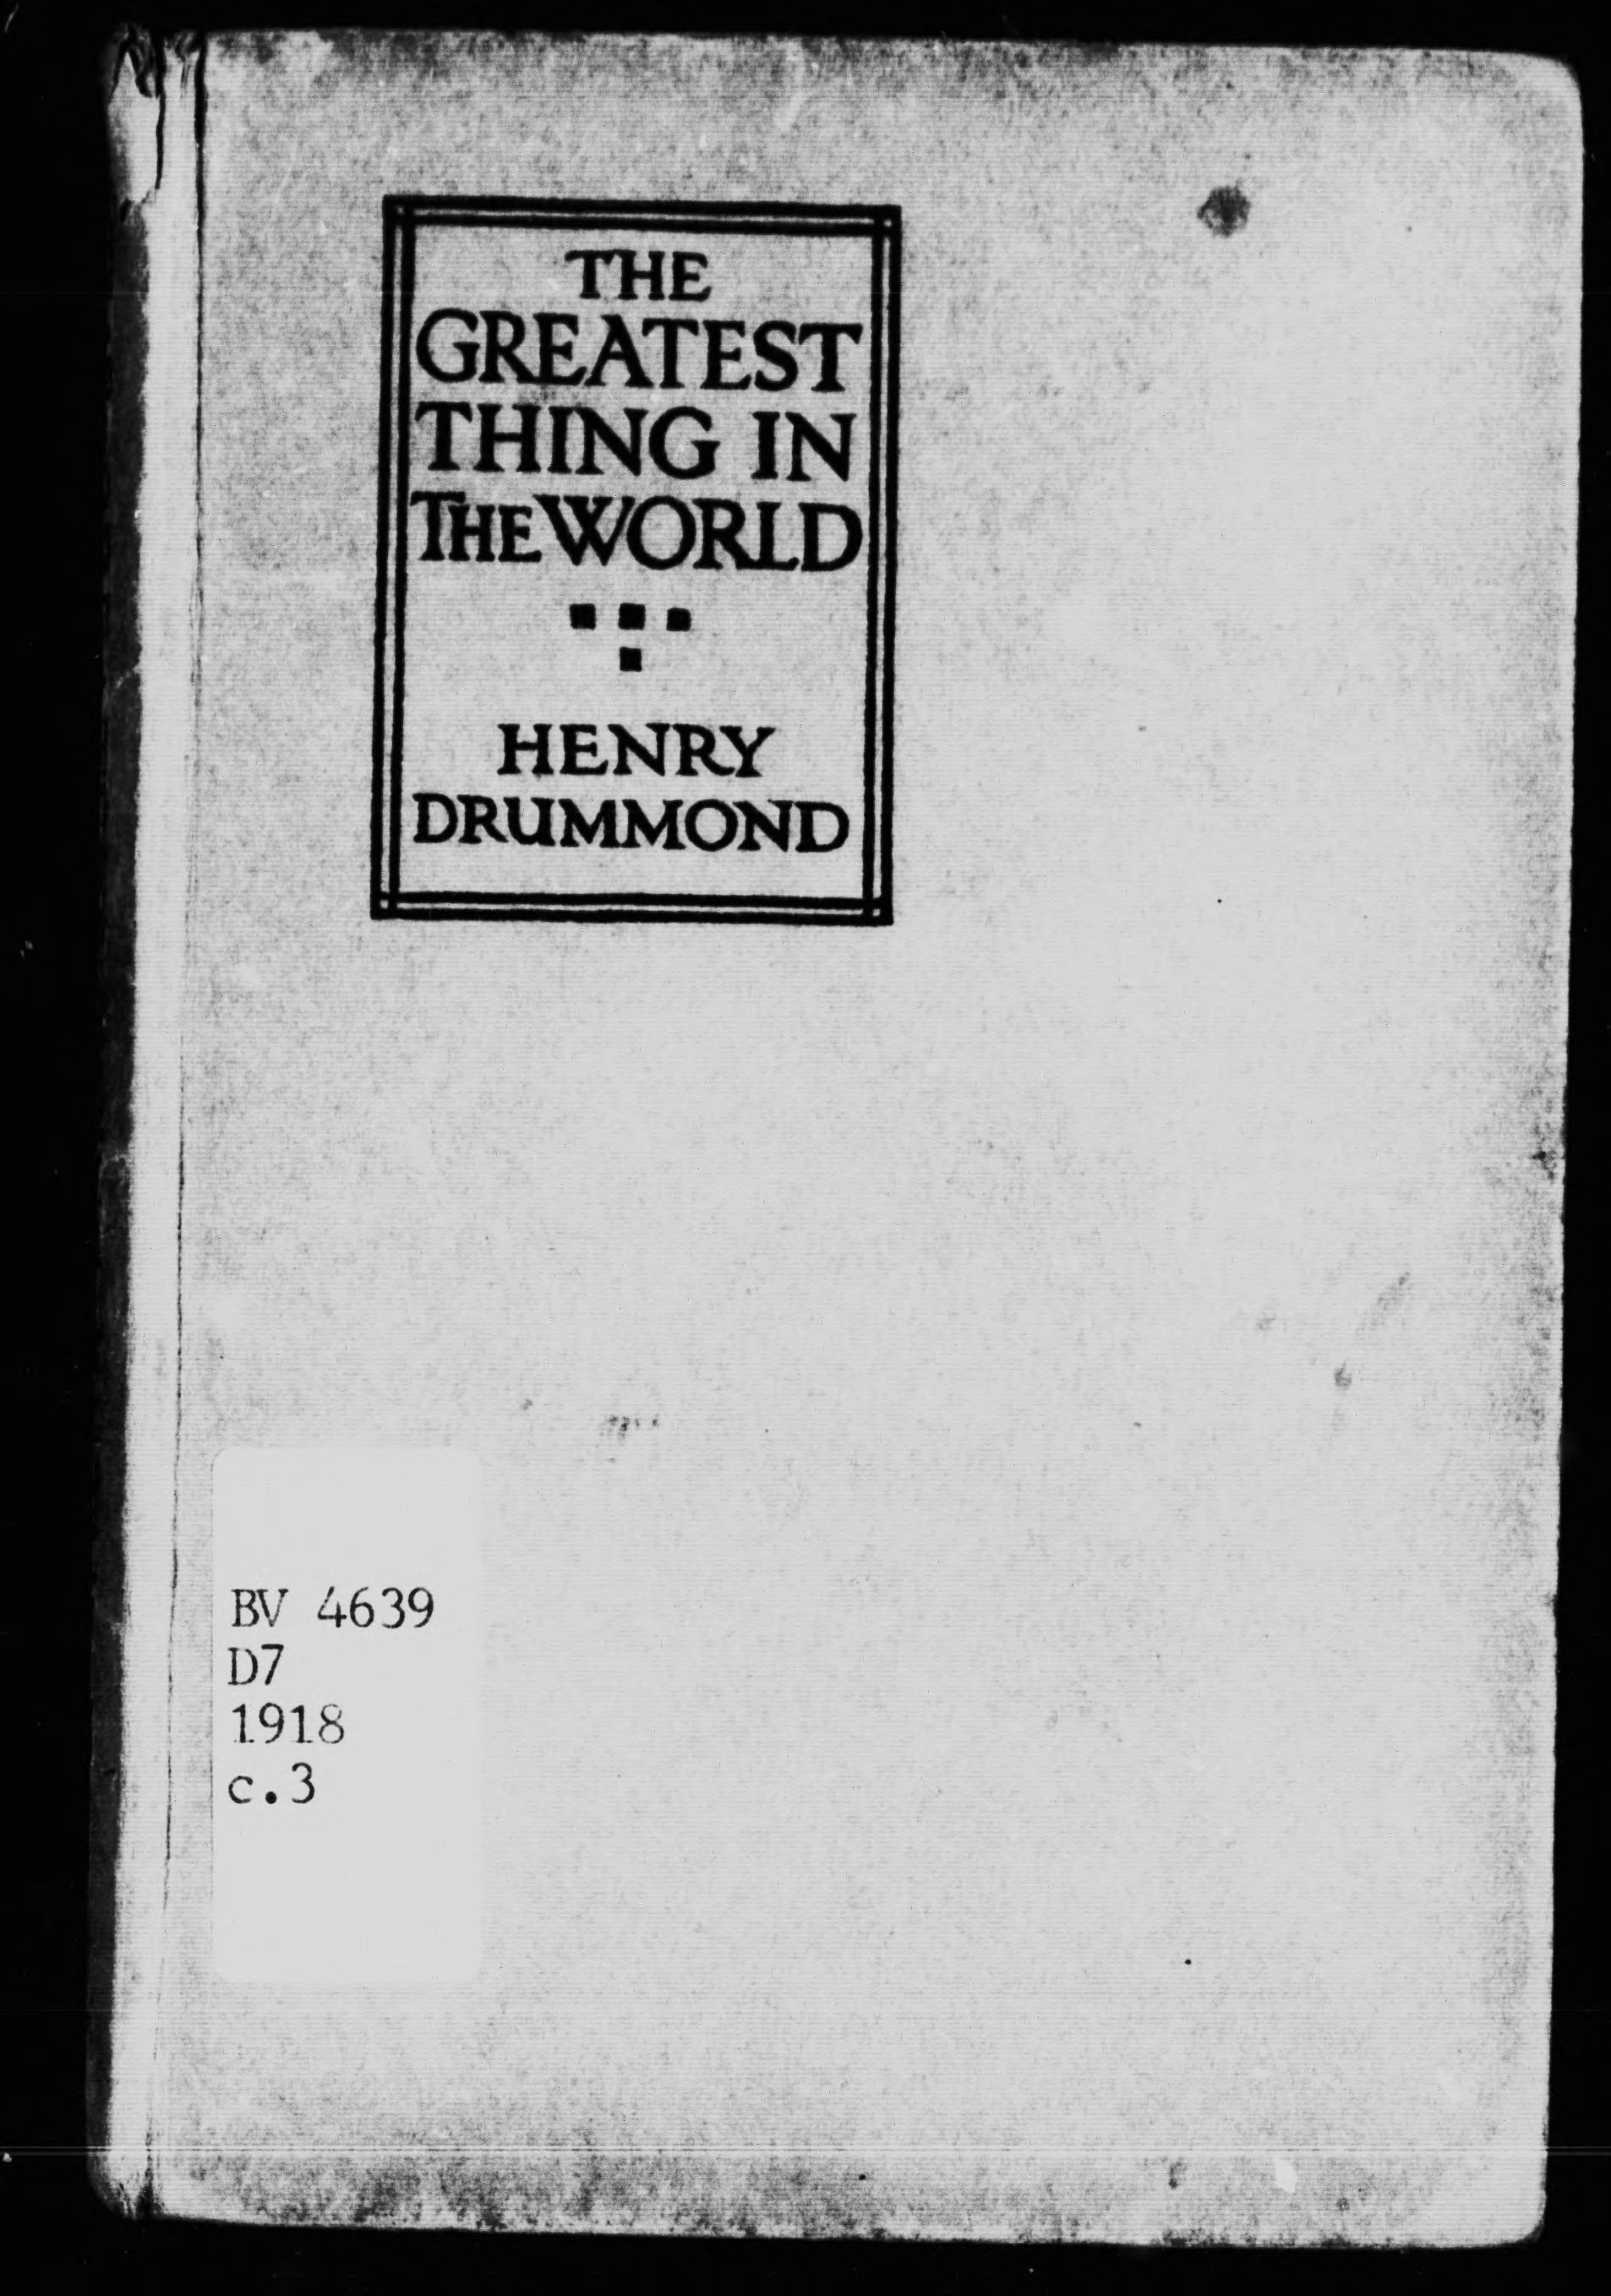 THE
GREATEST
THING IN
THE WORLD
HENRY
DRUMMOND
BV 4639
D7
1918
c.3